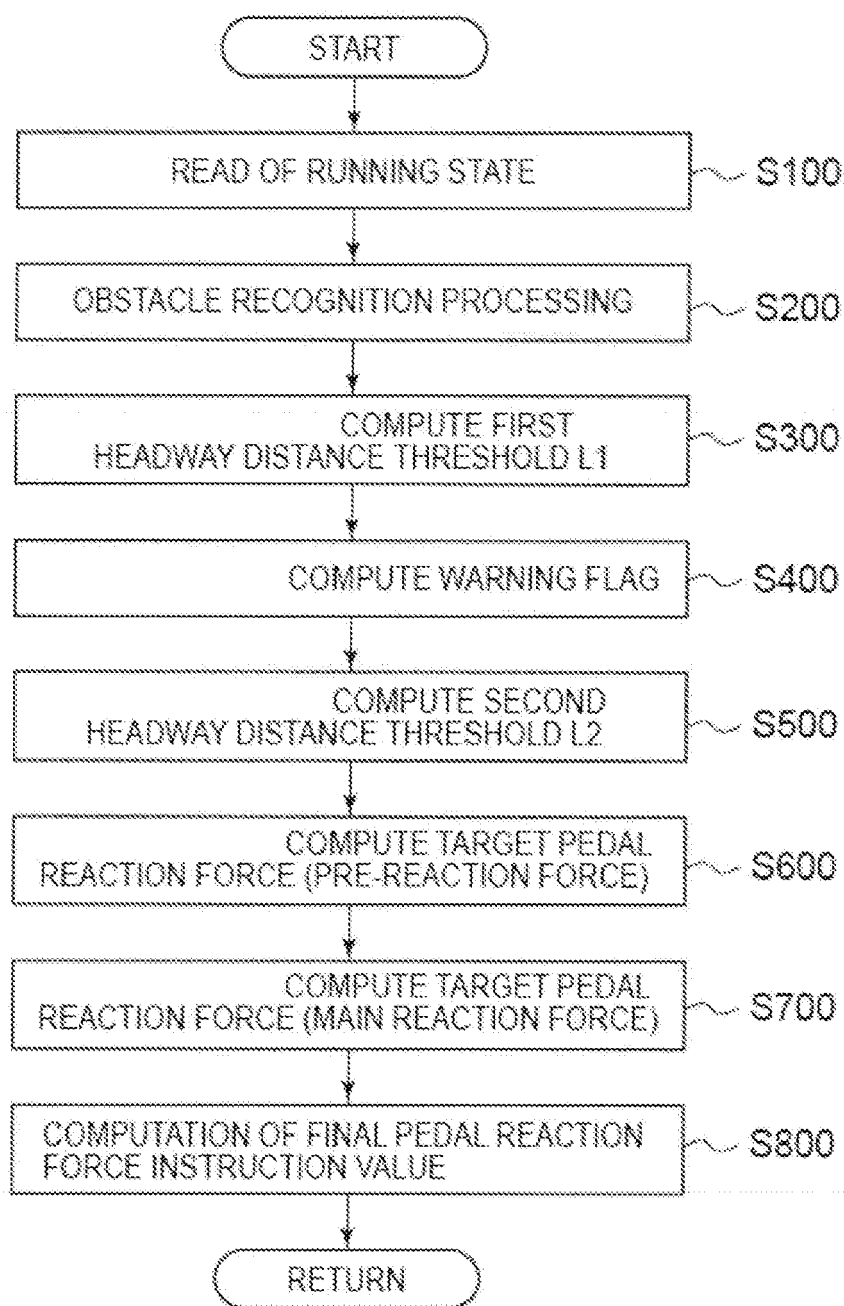 START
READ OF RUNNING STATE
S100
OBSTACLE RECOGNITION PROCESSING
S200
COMPUTE FIRST
HEADWAY DISTANCE THRESHOLD L1
S300
COMPUTE WARNING FLAG
S400
COMPUTE SECOND
HEADWAY DISTANCE THRESHOLD L2
S500
COMPUTE TARGET PEDAL
REACTION FORCE (PRE-REACTION FORCE)
S600
COMPUTE TARGET PEDAL
REACTION FORCE (MAIN REACTION FORCE)
S700
COMPUTATION OF FINAL PEDAL REACTION
FORCE INSTRUCTION VALUE
S800
RETURN